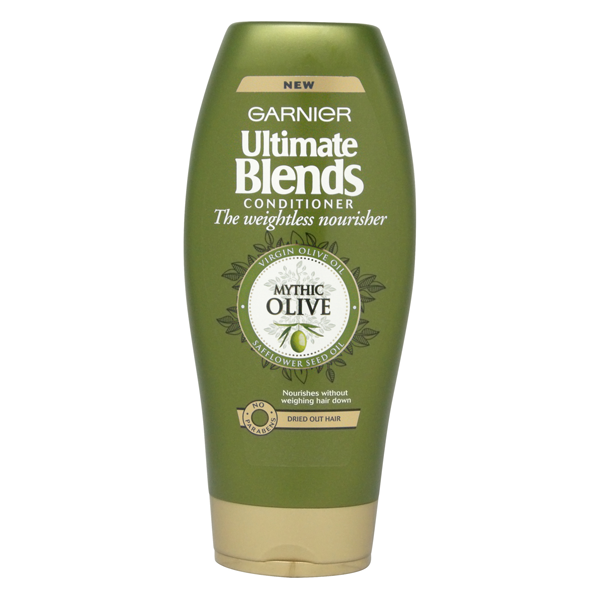 NEW
GARNIER
Ultimate
Blends
CONDITIONER
The weightless nourisher
VIRGIN OLIVE OIL
MYTHIC
OLIVE
SAFFLOWER SEED OIL
Nourishes without
weighing hair down
NO PARABENS
DRIED OUT HAIR